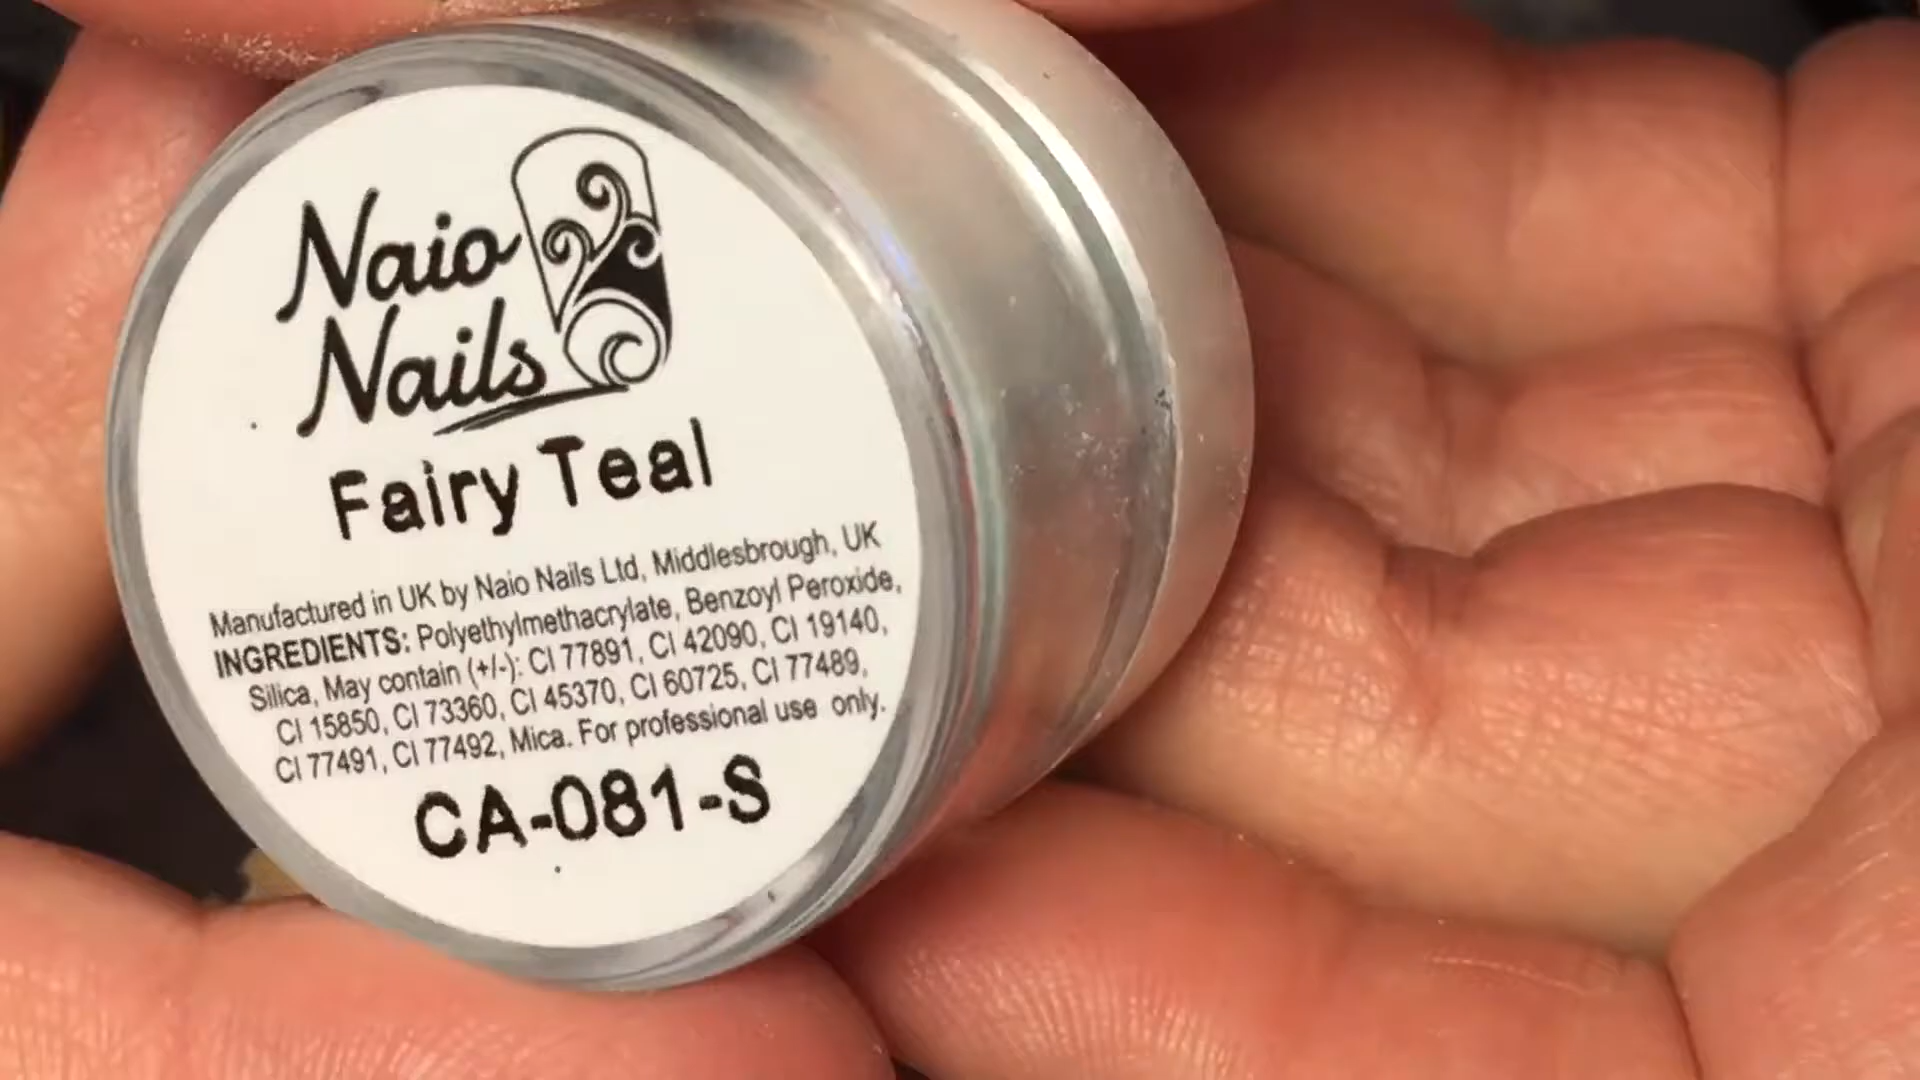 Naio
Nails
Fairy Teal
Manufactured in UK by Naio Nails Ltd, Middlesbrough, UK
INGREDIENTS: Polyethylmethacrylate, Benzoyl Peroxide,
Silica, May contain (+/-): CI 77891, CI 42090, CI 19140,
CI 15850, CI 73360, CI 45370, CI 60725, CI 77489,
CI 77491, CI 77492, Mica. For professional use only.
CA-081-S